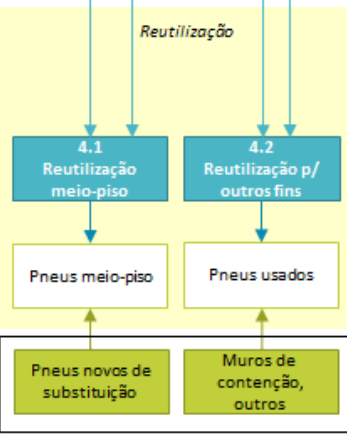 Reutilização
4.1
Reutilização
meio-piso
4.2
Reutilização p/
outros fins
Pneus meio-piso
Pneus usados
Pneus novos de
substituição
Muros de
contenção,
outros